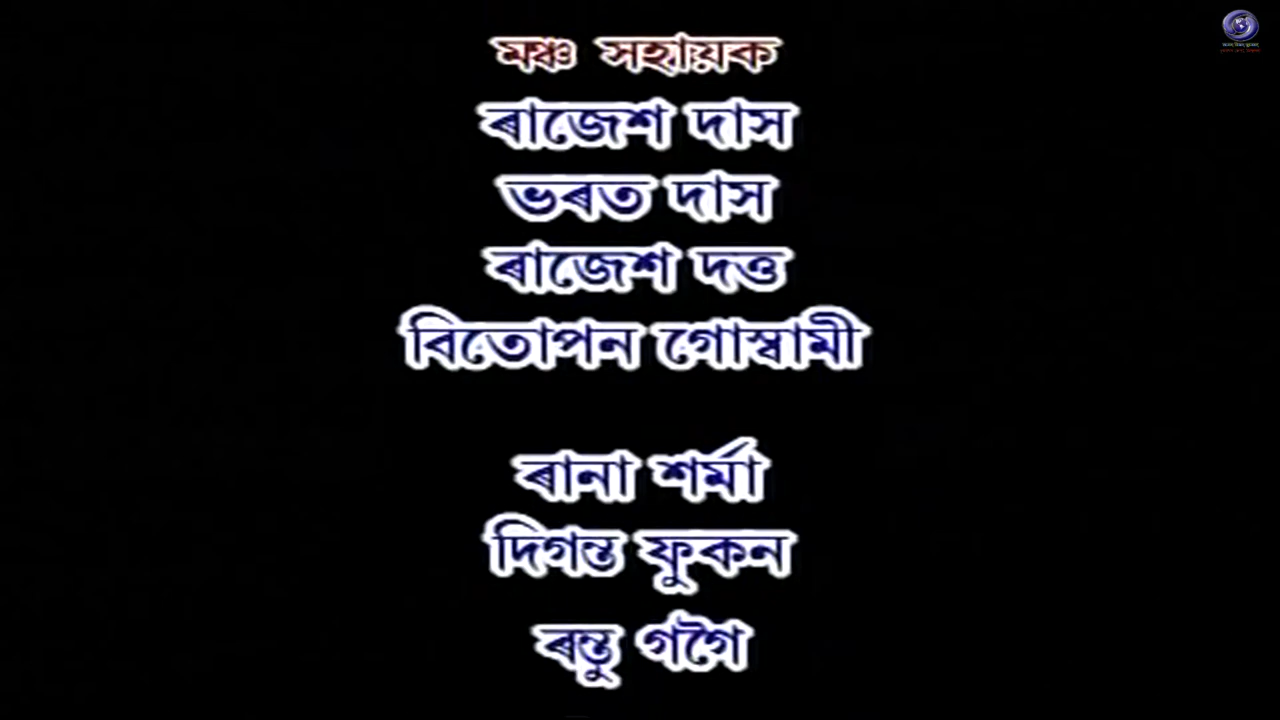 মঞ্চ সহায়ক
ৰাজেশ দাস
ভৰত দাস
ৰাজেশ দত্ত
বিতোপন গোস্বামী
ৰানা শৰ্মা
দিগন্ত ফুকন
ৰন্তু গগৈ